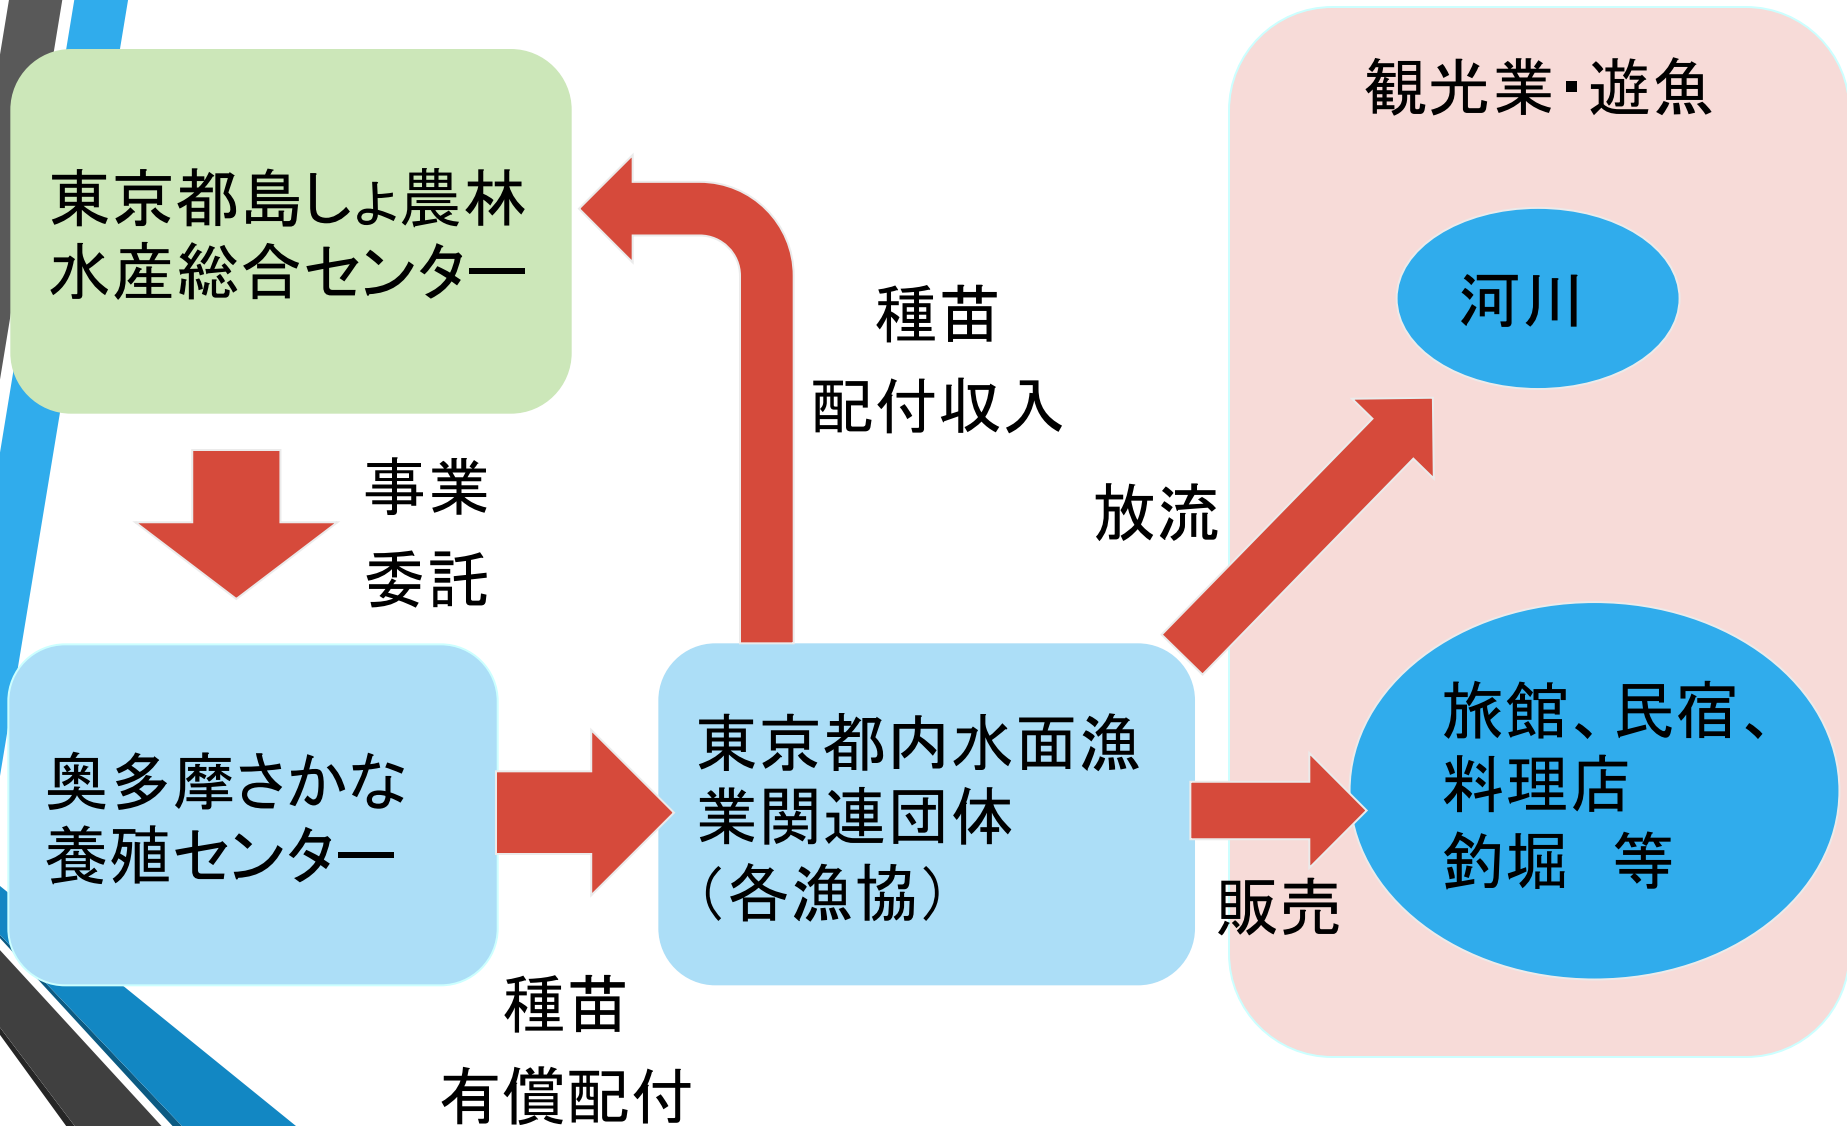 東京都島しょ農林
水産総合センター
事業
委託
奥多摩さかな
養殖センター
種苗
有償配付
東京都内水面漁
業関連団体
（各漁協）
種苗
配付収入
放流
販売
観光業・遊魚
河川
旅館、民宿、
料理店
釣堀　等